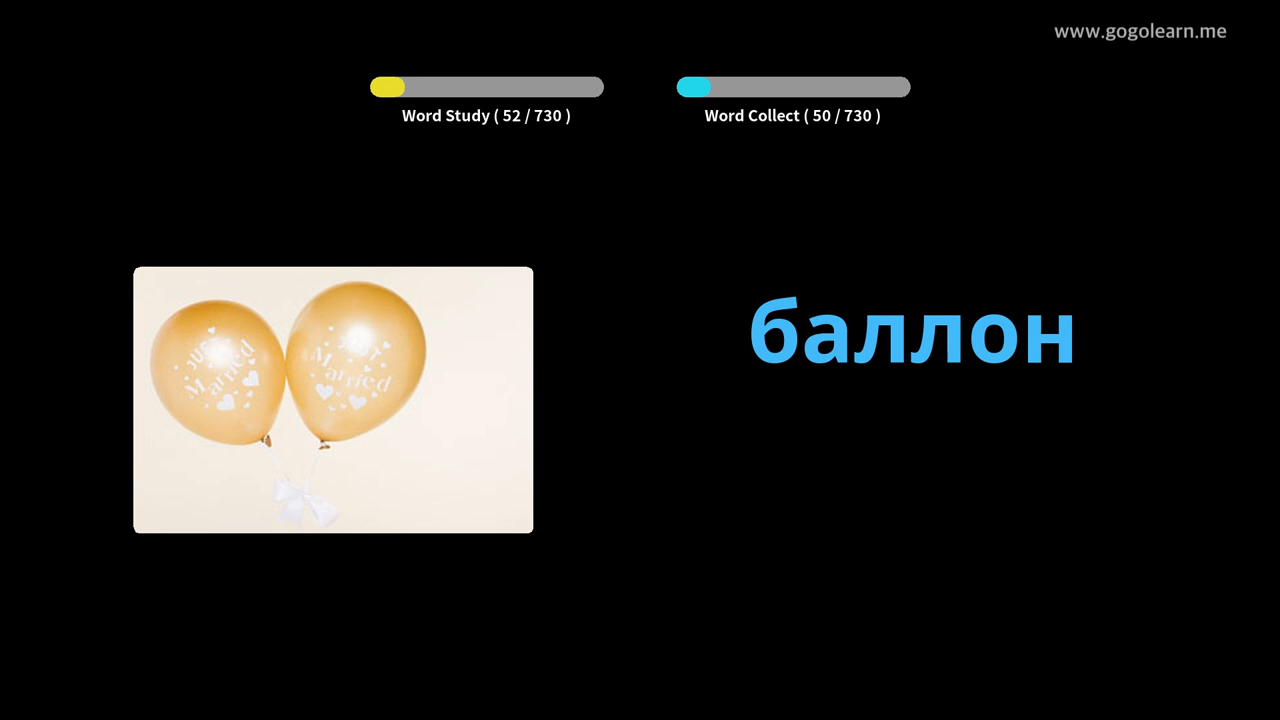 www.gogolearn.me
Word Study ( 52 / 730 )
Word Collect ( 50 / 730 )
баллон
JUST
Married
JUST
Married